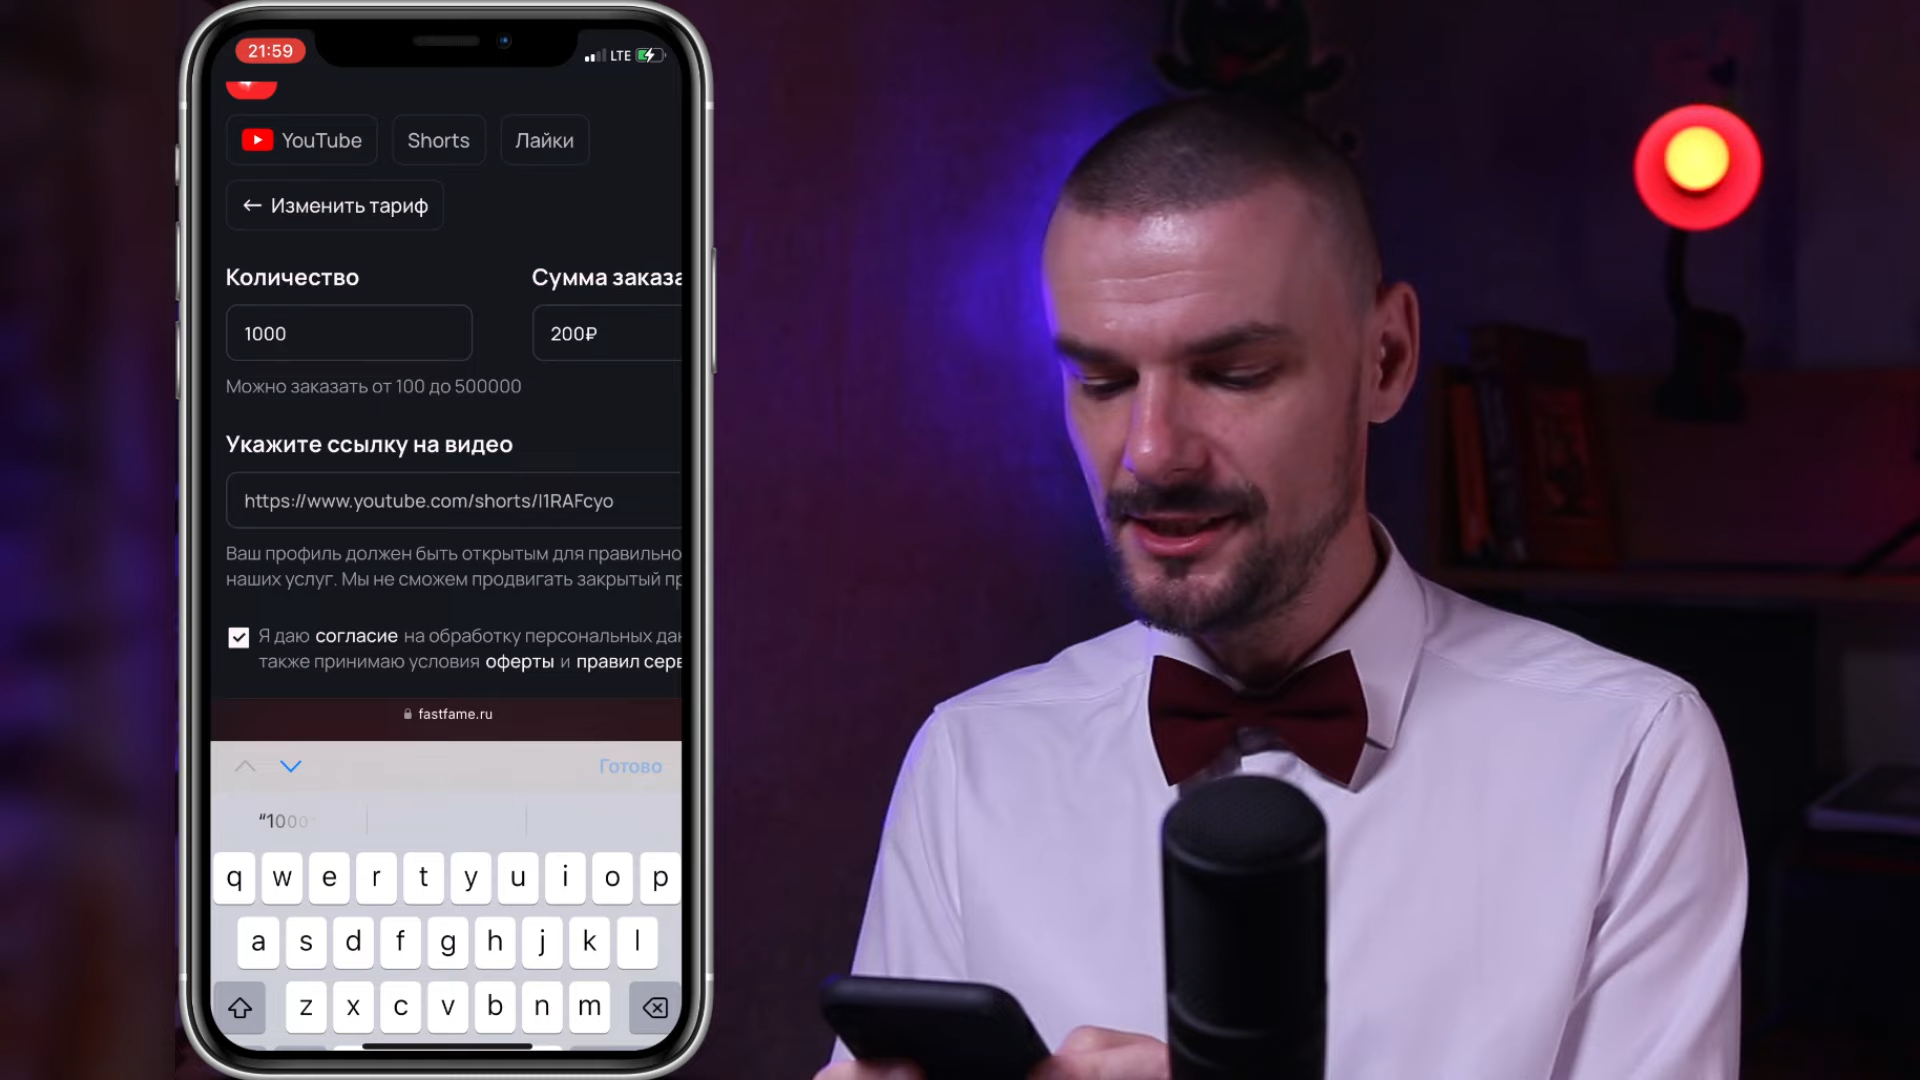 21:59
LTE
YouTube
Shorts
Лайки
← Изменить тариф
Количество
Сумма заказа
1000
200₽
Можно заказать от 100 до 500000
Укажите ссылку на видео
https://www.youtube.com/shorts/I1RAFcyo
Ваш профиль должен быть открытым для правильно
наших услуг. Мы не сможем продвигать закрытый пр
Я даю согласие на обработку персональных дан
также принимаю условия оферты и правил серв
fastfame.ru
Готово
“1000”
q w e r t y u i o p
a s d f g h j k l
z x c v b n m